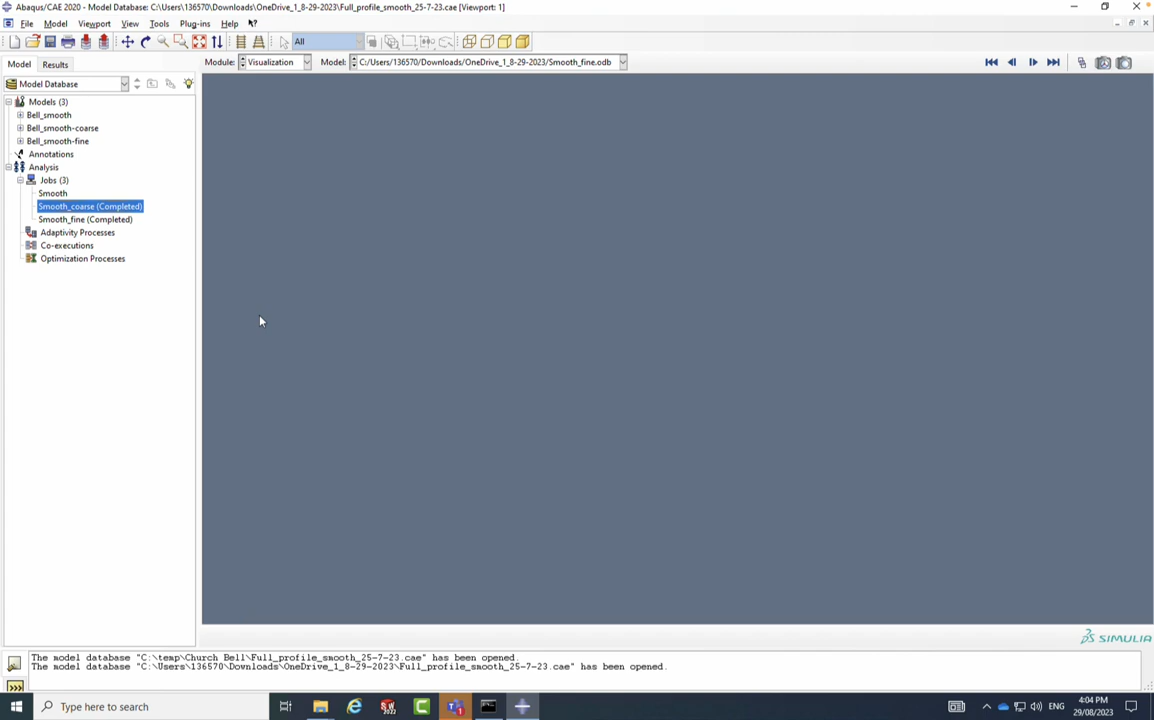 Abaqus/CAE 2020 - Model Database: C:\Users\136570\Downloads\OneDrive_1_8-29-2023\Full_profile_smooth_25-7-23.cae [Viewport: 1]
File Model Viewport View Tools Plug-ins Help
All
Model Results Module: Visualization Model: C:/Users/136570/Downloads/OneDrive_1_8-29-2023/Smooth_fine.odb
Model Database
Models (3)
Bell_smooth
Bell_smooth-coarse
Bell_smooth-fine
Annotations
Analysis
Jobs (3)
Smooth
Smooth_coarse (Completed)
Smooth_fine (Completed)
Adaptivity Processes
Co-executions
Optimization Processes
SIMULIA
The model database "C:\temp\Church Bell\Full_profile_smooth_25-7-23.cae" has been opened.
The model database "C:\Users\136570\Downloads\OneDrive_1_8-29-2023\Full_profile_smooth_25-7-23.cae" has been opened.
>>>
Type here to search
ENG
4:04 PM
29/08/2023